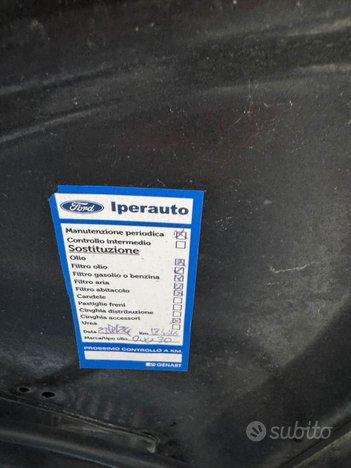 Ford Iperauto
Manutenzione periodica
Controllo intermedio
Sostituzione
Olio
Filtro olio
Filtro gasolio o benzina
Filtro aria
Filtro abitacolo
Candele
Pastiglie freni
Cinghia distribuzione
Cinghia accessori
Urea
Data Km
Marca/tipo olio 0W30
PROSSIMO CONTROLLO A KM.
GENART
subito